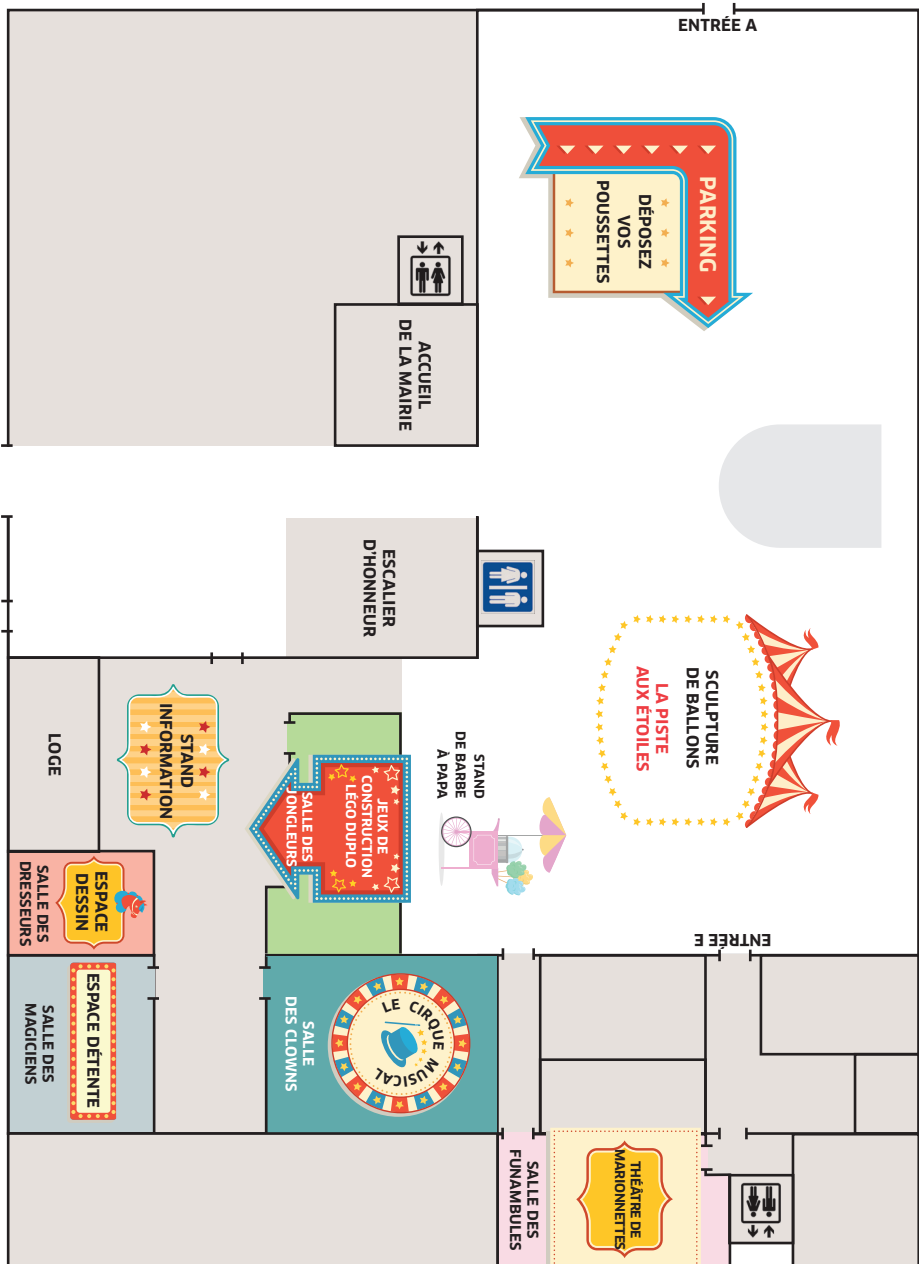 ENTRÉE A
PARKING
DÉPOSEZ
VOS
POUSSETTES
ACCUEIL
DE LA MAIRIE
ESCALIER
D'HONNEUR
SCULPTURE
DE BALLONS
LA PISTE
AUX ÉTOILES
STAND
DE BARBE
À PAPA
JEUX DE
CONSTRUCTION
LÉGO DUPLO
SALLE DES
JONGLEURS
STAND
INFORMATION
LOGE
ESPACE
DESSIN
SALLE DES
DRESSEURS
ENTRÉE E
LE CIRQUE MUSICAL
SALLE
DES CLOWNS
ESPACE DÉTENTE
SALLE DES
MAGICIENS
THÉÂTRE DE
MARIONNETTES
SALLE DES
FUNAMBULES